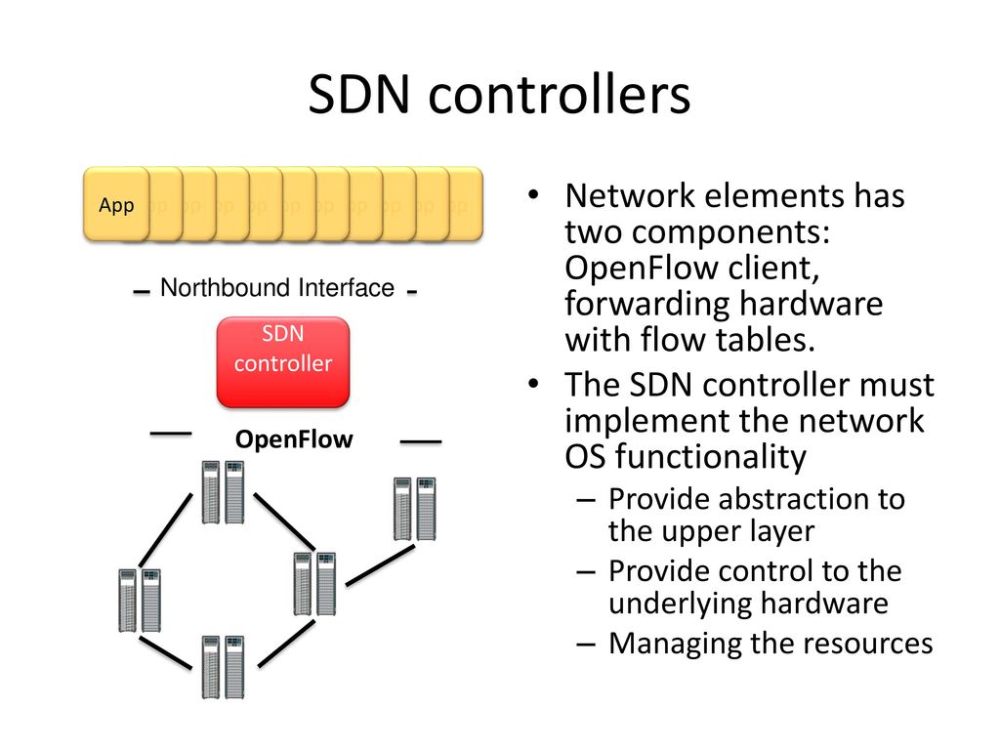 SDN controllers
App
Northbound Interface
SDN
controller
OpenFlow
• Network elements has
two components:
OpenFlow client,
forwarding hardware
with flow tables.
• The SDN controller must
implement the network
OS functionality
– Provide abstraction to
the upper layer
– Provide control to the
underlying hardware
– Managing the resources